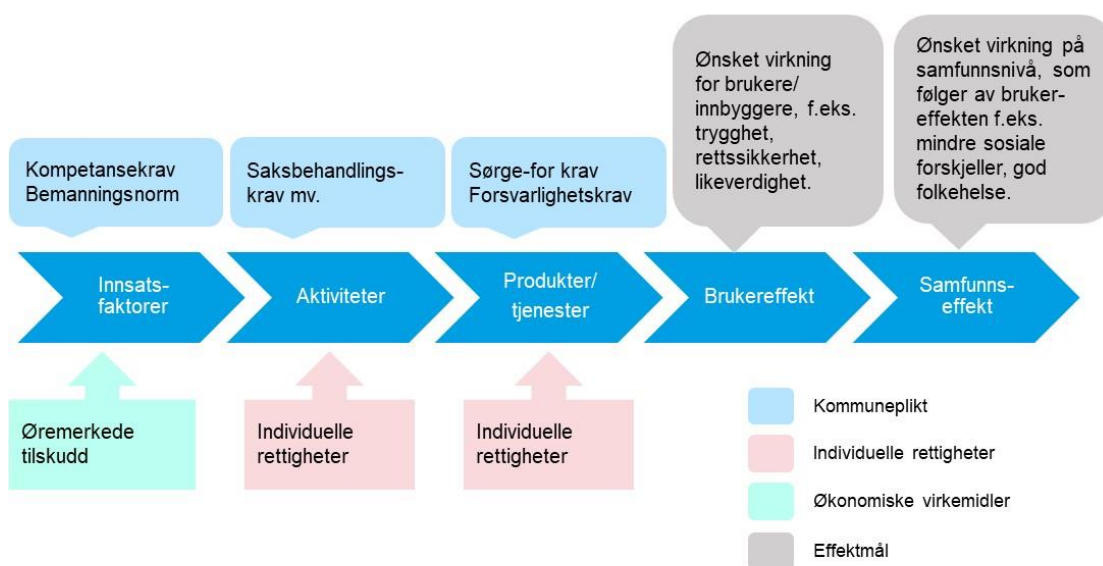 Kompetansekrav
Bemanningsnorm
Saksbehandlings-
krav mv.
Sørge-for krav
Forsvarlighetskrav
Ønsket virkning
for brukere/
innbyggere, f.eks.
trygghet,
rettssikkerhet,
likeverdighet.
Ønsket virkning på
samfunnsnivå, som
følger av bruker-
effekten f.eks.
mindre sosiale
forskjeller, god
folkehelse.
Innsats-
faktorer
Aktiviteter
Produkter/
tjenester
Brukereffekt
Samfunns-
effekt
Øremerkede
tilskudd
Individuelle
rettigheter
Individuelle
rettigheter
Kommuneplikt
Individuelle rettigheter
Økonomiske virkemidler
Effektmål